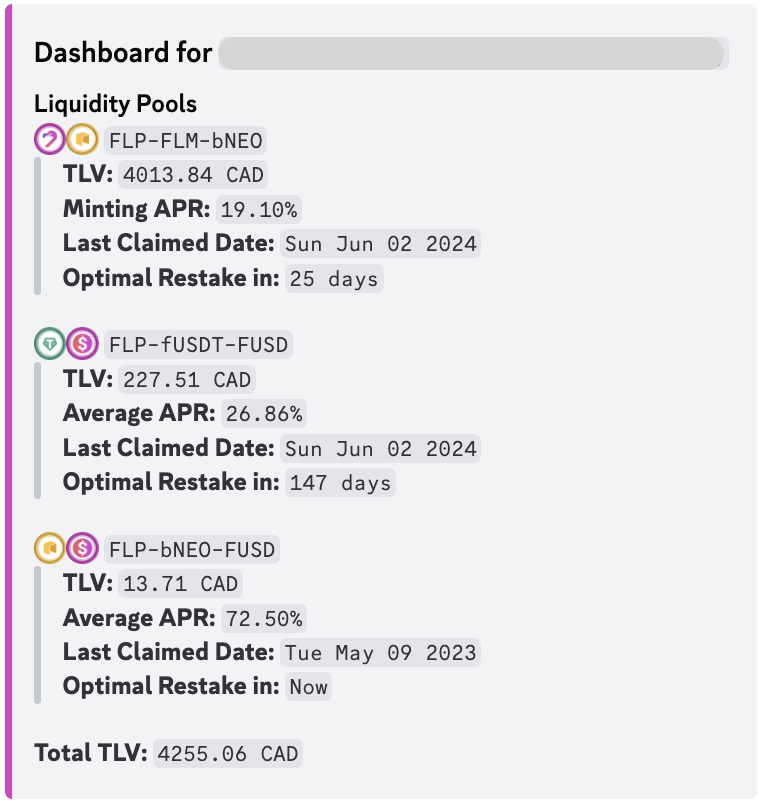 Dashboard for
Liquidity Pools
FLP-FLM-bNEO
TLV: 4013.84 CAD
Minting APR: 19.10%
Last Claimed Date: Sun Jun 02 2024
Optimal Restake in: 25 days
FLP-fUSDT-FUSD
TLV: 227.51 CAD
Average APR: 26.86%
Last Claimed Date: Sun Jun 02 2024
Optimal Restake in: 147 days
FLP-bNEO-FUSD
TLV: 13.71 CAD
Average APR: 72.50%
Last Claimed Date: Tue May 09 2023
Optimal Restake in: Now
Total TLV: 4255.06 CAD